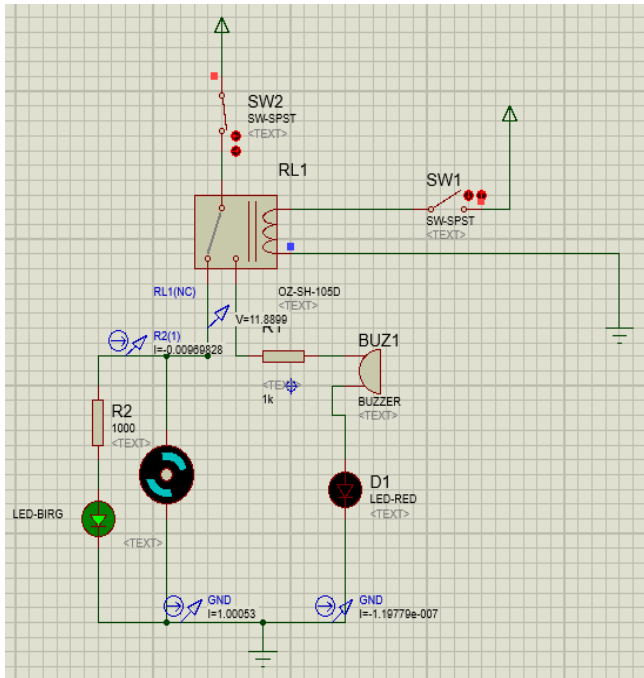 SW2
SW-SPST
<TEXT>
RL1
SW1
SW-SPST
<TEXT>
RL1(NC)
OZ-SH-105D
<TEXT>
V=11.8899
R2(1)
I=-0.00969828
R1
<TEXT>
1k
BUZ1
BUZZER
<TEXT>
R2
1000
<TEXT>
LED-BIRG
<TEXT>
D1
LED-RED
<TEXT>
GND
I=1.00053
GND
I=-1.19779e-007